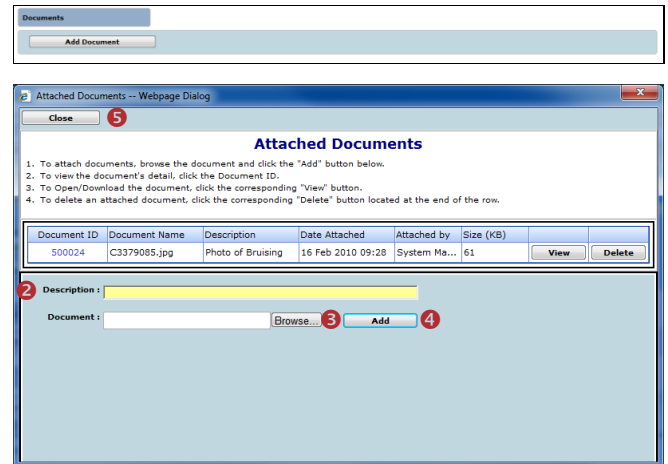 Documents
Add Document
Attached Documents -- Webpage Dialog
Close 5
Attached Documents
1. To attach documents, browse the document and click the "Add" button below.
2. To view the document's detail, click the Document ID.
3. To Open/Download the document, click the corresponding "View" button.
4. To delete an attached document, click the corresponding "Delete" button located at the end of the row.
Document ID Document Name Description Date Attached Attached by Size (KB)
500024 C3379085.jpg Photo of Bruising 16 Feb 2010 09:28 System Ma... 61 View Delete
2 Description :
Document : Browse... 3 Add 4